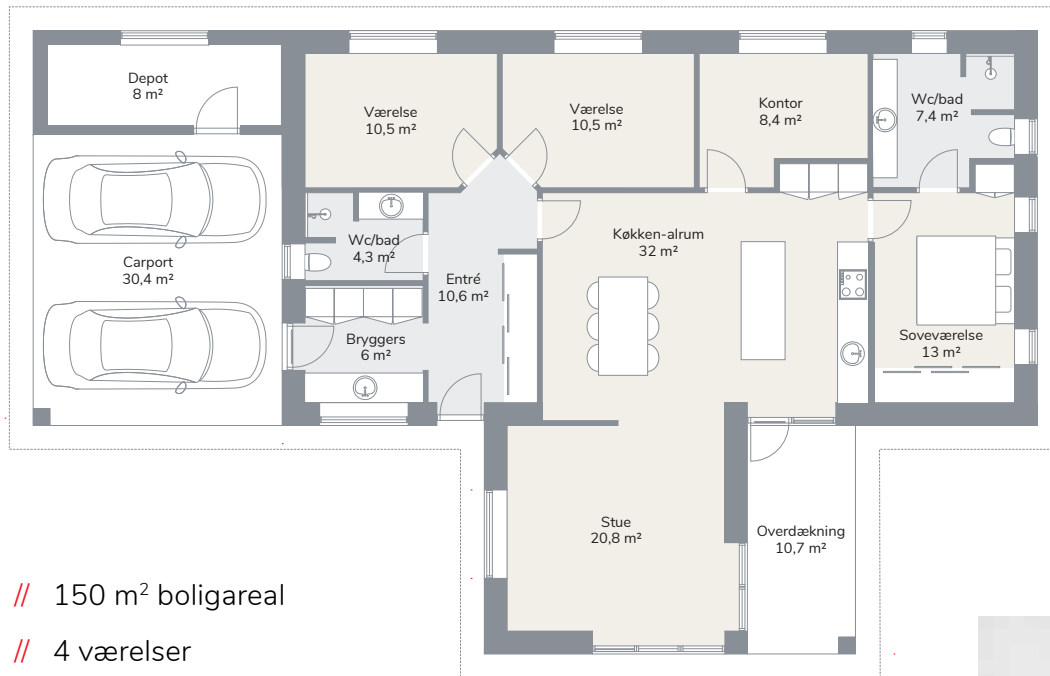 Depot
8 m²
Værelse
10,5 m²
Værelse
10,5 m²
Kontor
8,4 m²
Wc/bad
7,4 m²
Carport
30,4 m²
Wc/bad
4,3 m²
Entré
10,6 m²
Køkken-alrum
32 m²
Bryggers
6 m²
Soveværelse
13 m²
Stue
20,8 m²
Overdækning
10,7 m²
// 150 m² boligareal
// 4 værelser